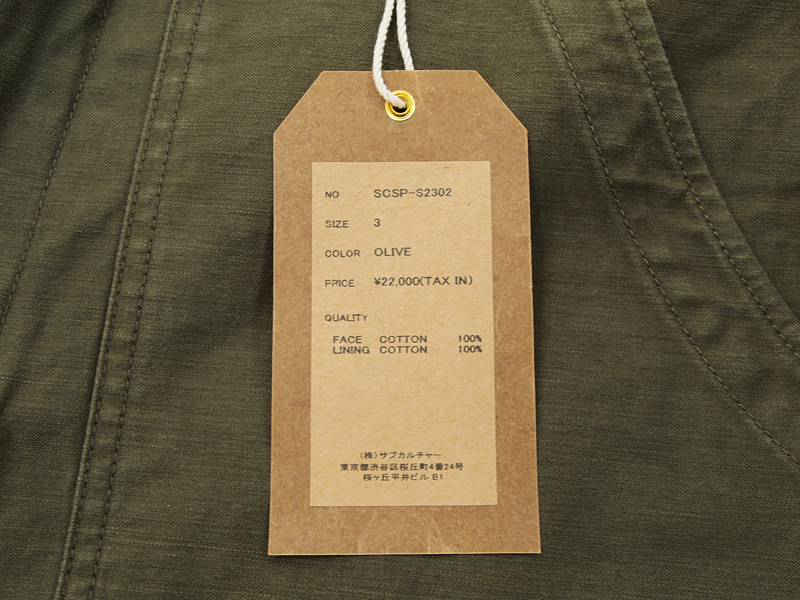 NO SCSP-S2302
SIZE 3
COLOR OLIVE
PRICE ¥22,000(TAX IN)
QUALITY
FACE COTTON 100%
LINING COTTON 100%
(株)サブカルチャー
東京都渋谷区桜丘町4番24号
桜ヶ丘平井ビル B1